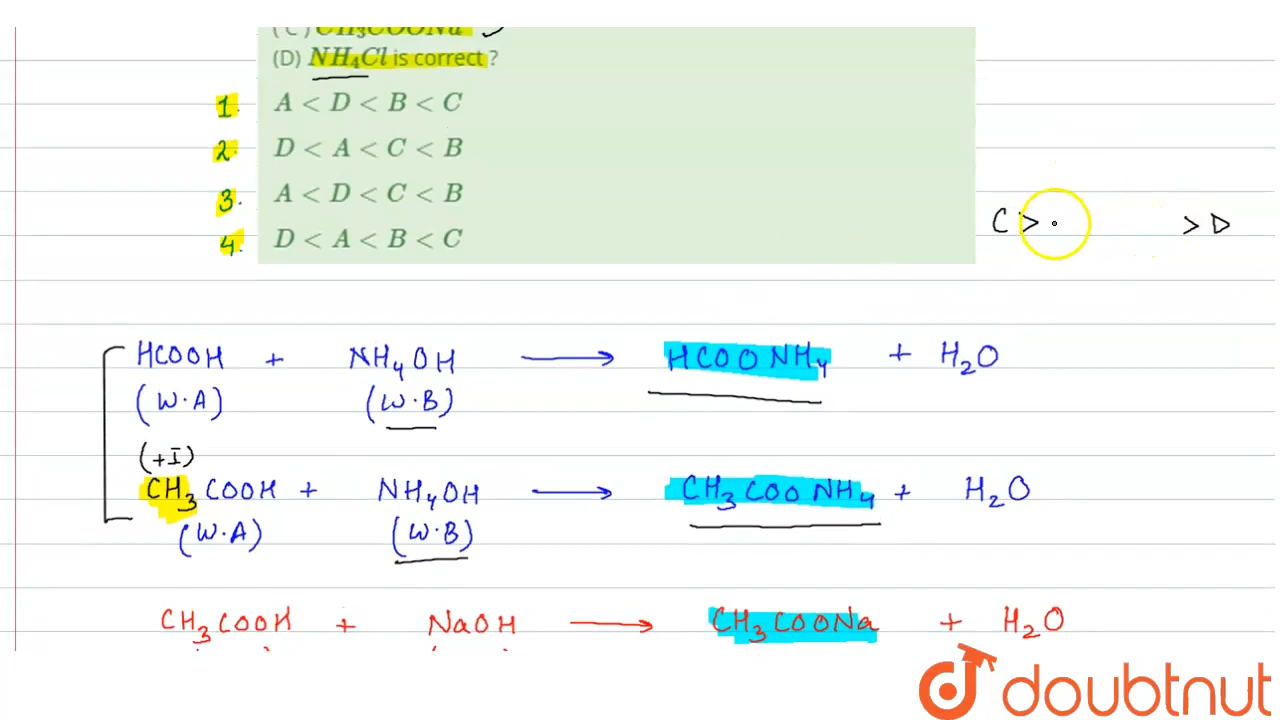 (C) CH₃COONa
(D) NH₄Cl is correct ?
1. A < D < B < C
2. D < A < C < B
3. A < D < C < B
4. D < A < B < C
C > > D
HCOOH + NH₄OH ⟶ HCOONH₄ + H₂O
(W.A) (W.B)
(+I)
CH₃COOH + NH₄OH ⟶ CH₃COONH₄ + H₂O
(W.A) (W.B)
CH₃COOH + NaOH ⟶ CH₃COONa + H₂O
doubtnut